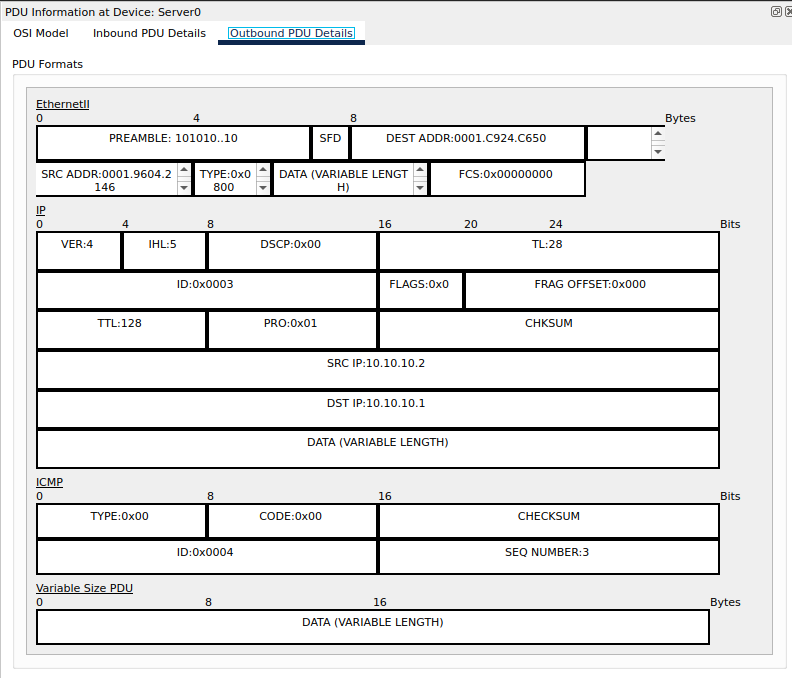 PDU Information at Device: Server0
OSI Model Inbound PDU Details Outbound PDU Details
PDU Formats
EthernetII
0 4 8 Bytes
PREAMBLE: 101010..10 SFD DEST ADDR:0001.C924.C650
SRC ADDR:0001.9604.2 TYPE:0x0 DATA (VARIABLE LENGT FCS:0x00000000
146 800 H)
IP
0 4 8 16 20 24 Bits
VER:4 IHL:5 DSCP:0x00 TL:28
ID:0x0003 FLAGS:0x0 FRAG OFFSET:0x000
TTL:128 PRO:0x01 CHKSUM
SRC IP:10.10.10.2
DST IP:10.10.10.1
DATA (VARIABLE LENGTH)
ICMP
0 8 16 Bits
TYPE:0x00 CODE:0x00 CHECKSUM
ID:0x0004 SEQ NUMBER:3
Variable Size PDU
0 8 16 Bytes
DATA (VARIABLE LENGTH)